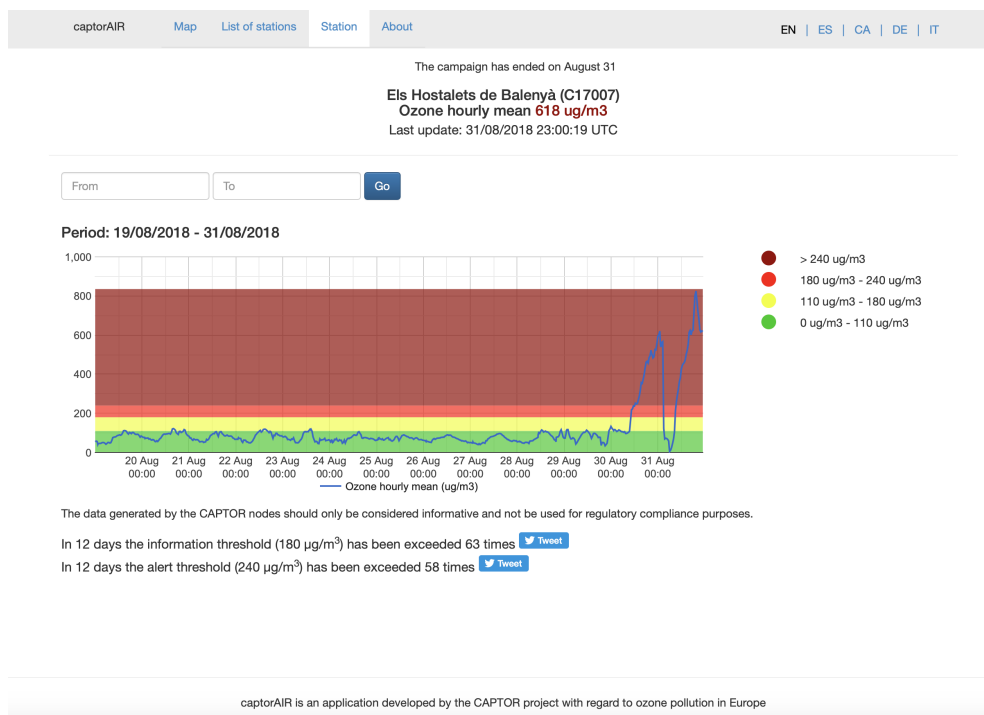 captorAIR Map List of stations Station About EN | ES | CA | DE | IT
The campaign has ended on August 31
Els Hostalets de Balenyà (C17007)
Ozone hourly mean 618 ug/m3
Last update: 31/08/2018 23:00:19 UTC
From To Go
Period: 19/08/2018 - 31/08/2018
1,000
800
600
400
200
0
20 Aug 21 Aug 22 Aug 23 Aug 24 Aug 25 Aug 26 Aug 27 Aug 28 Aug 29 Aug 30 Aug 31 Aug
00:00 00:00 00:00 00:00 00:00 00:00 00:00 00:00 00:00 00:00 00:00 00:00
Ozone hourly mean (ug/m3)
> 240 ug/m3
180 ug/m3 - 240 ug/m3
110 ug/m3 - 180 ug/m3
0 ug/m3 - 110 ug/m3
The data generated by the CAPTOR nodes should only be considered informative and not be used for regulatory compliance purposes.
In 12 days the information threshold (180 µg/m³) has been exceeded 63 times Tweet
In 12 days the alert threshold (240 µg/m³) has been exceeded 58 times Tweet
captorAIR is an application developed by the CAPTOR project with regard to ozone pollution in Europe